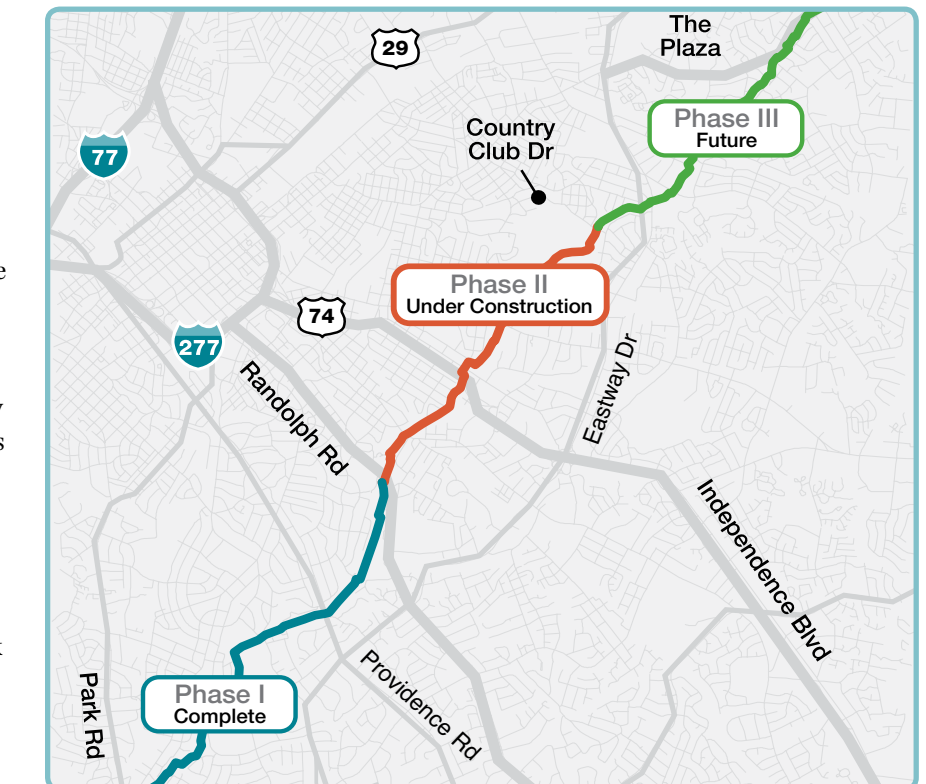 The
Plaza
29
Phase III
Future
Country
Club Dr
77
e
Phase II
Under Construction
74
277
Eastway Dr
Randolph Rd
y
s
Independence Blvd
k
Providence Rd
Phase I
Complete
Park Rd